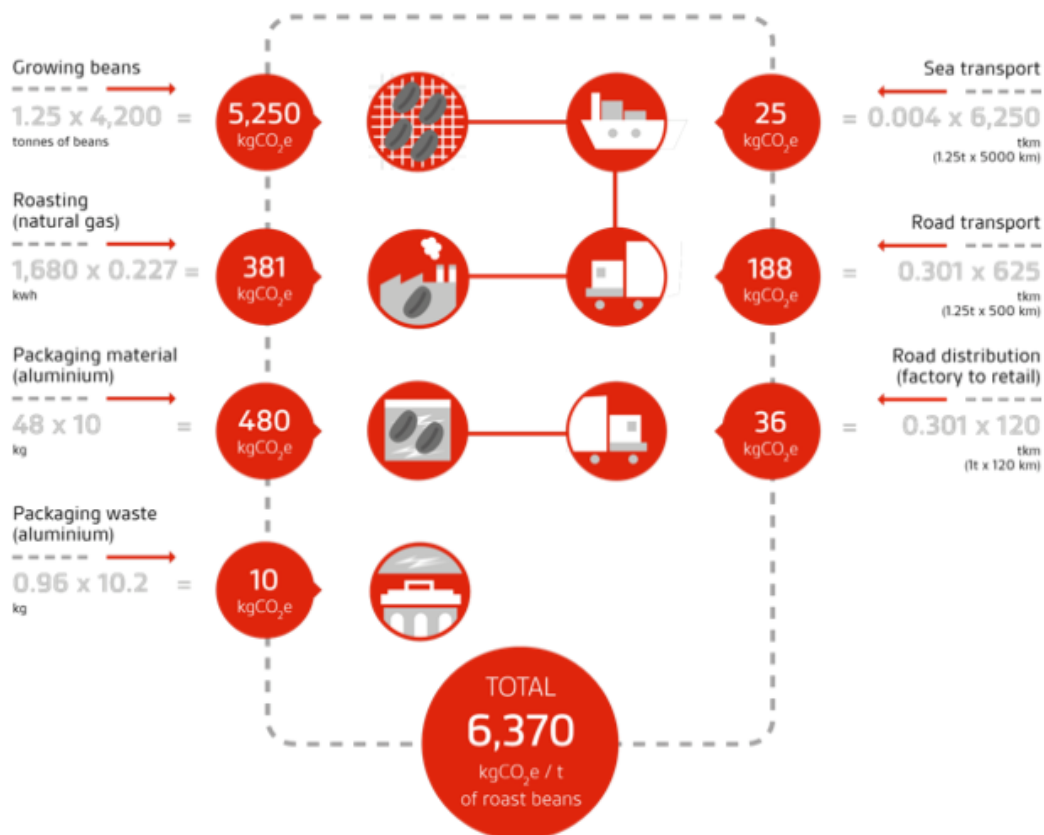 Growing beans
1.25 x 4,200 =
tonnes of beans
5,250
kgCO₂e
Sea transport
25
kgCO₂e
= 0.004 x 6,250
tkm
(1.25t x 5000 km)
Roasting
(natural gas)
1,680 x 0.227 =
kwh
381
kgCO₂e
Road transport
188
kgCO₂e
= 0.301 x 625
tkm
(1.25t x 500 km)
Packaging material
(aluminium)
48 x 10 =
kg
480
kgCO₂e
Road distribution
(factory to retail)
36
kgCO₂e
= 0.301 x 120
tkm
(1t x 120 km)
Packaging waste
(aluminium)
0.96 x 10.2 =
kg
10
kgCO₂e
TOTAL
6,370
kgCO₂e / t
of roast beans